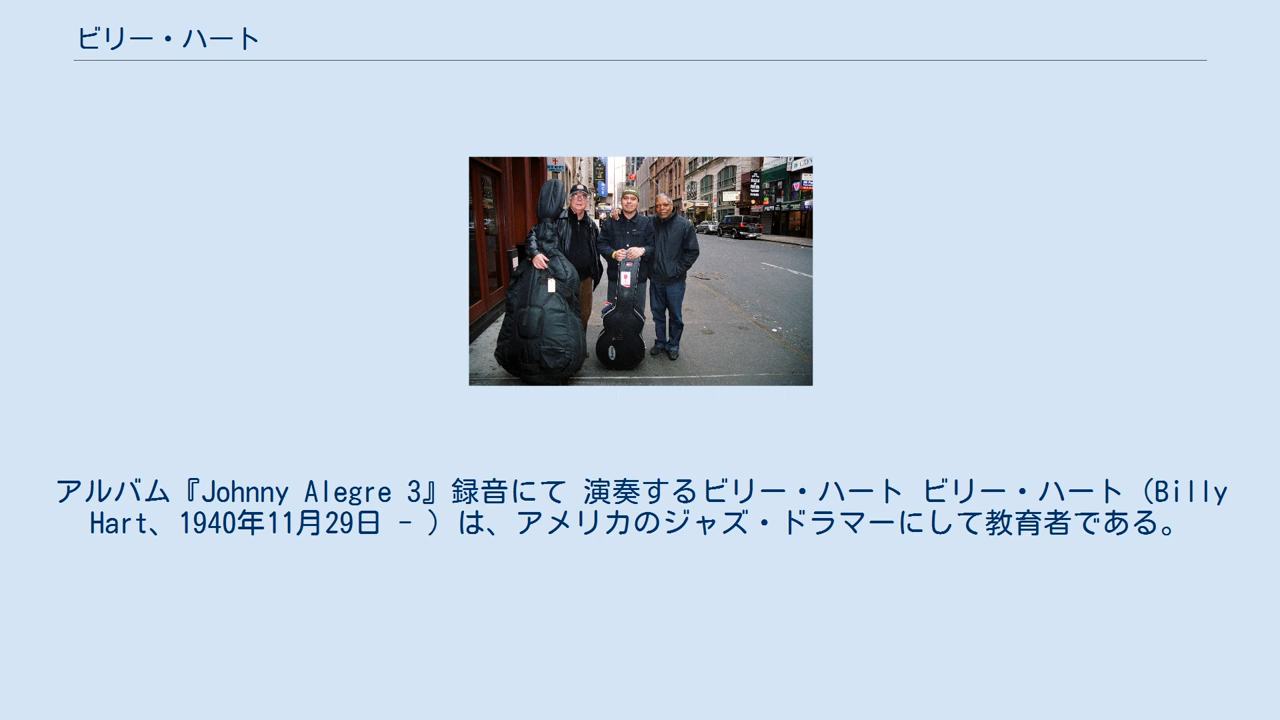 ビリー・ハート
アルバム『Johnny Alegre 3』録音にて 演奏するビリー・ハート ビリー・ハート（Billy
Hart、1940年11月29日 - ）は、アメリカのジャズ・ドラマーにして教育者である。